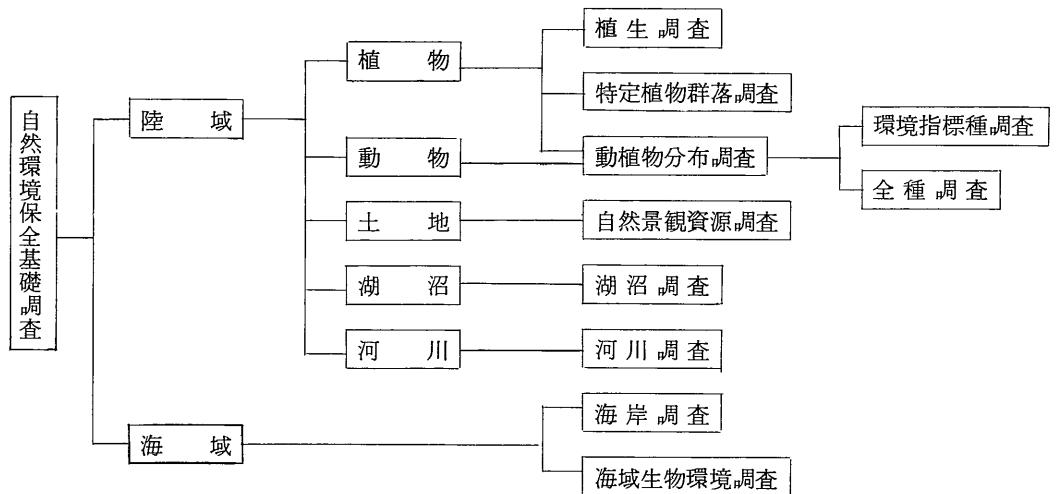 自然環境保全基礎調査
陸域
植物
植生調査
特定植物群落調査
動物
動植物分布調査
環境指標種調査
全種調査
土地
自然景観資源調査
湖沼
湖沼調査
河川
河川調査
海域
海岸調査
海域生物環境調査